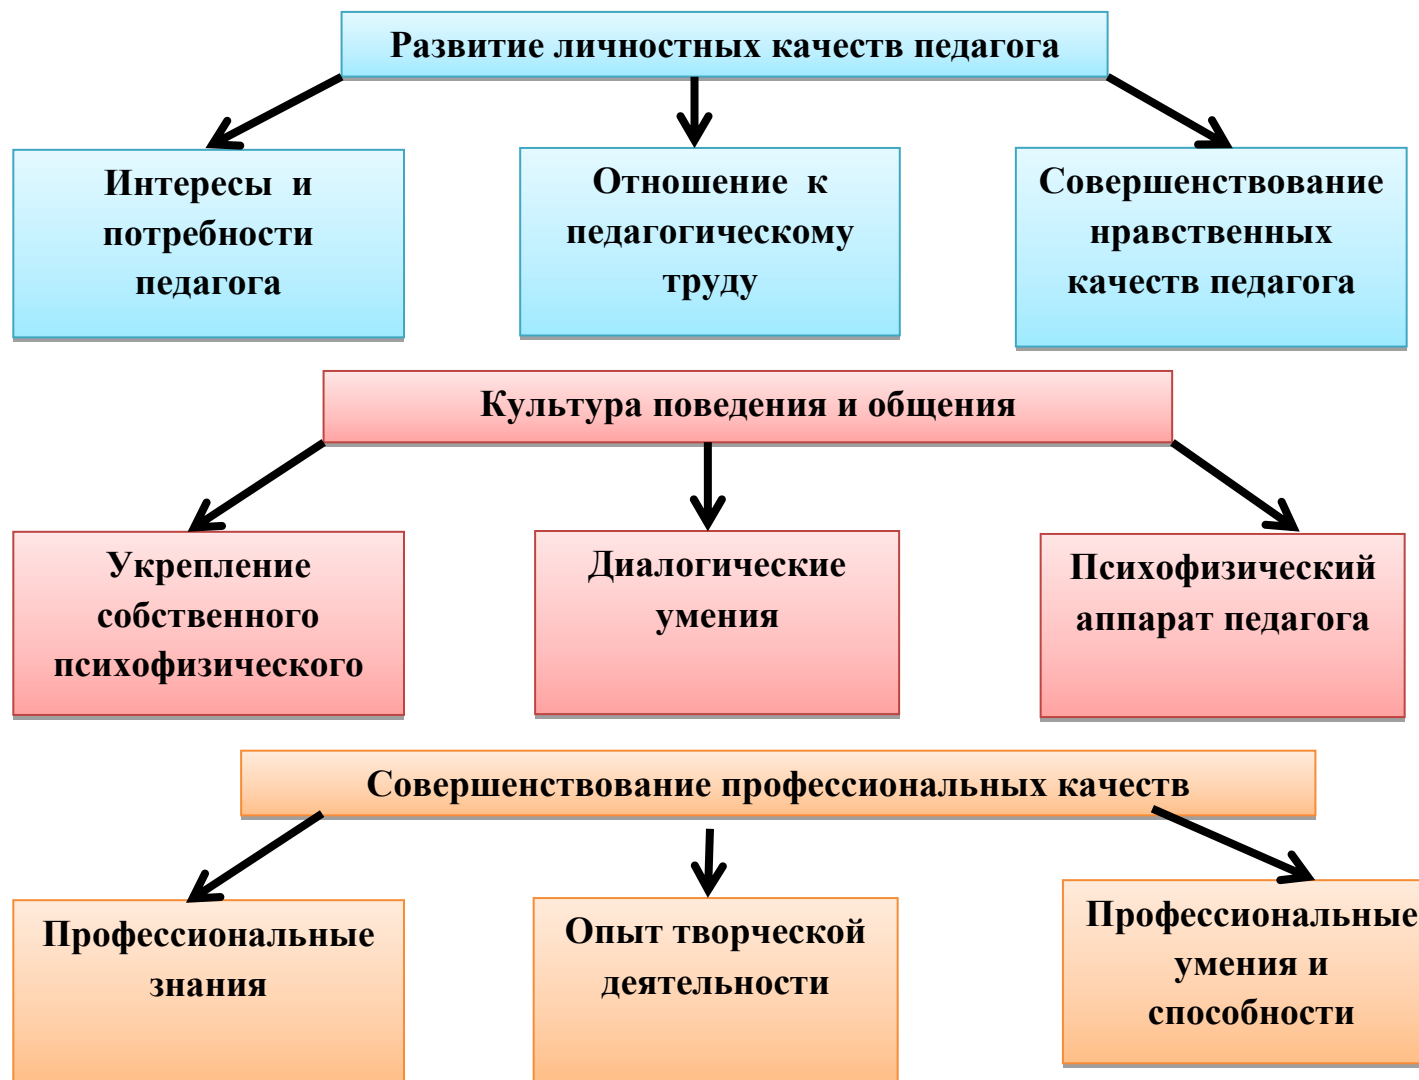 Развитие личностных качеств педагога
Интересы и
потребности
педагога
Отношение к
педагогическому
труду
Совершенствование
нравственных
качеств педагога
Культура поведения и общения
Укрепление
собственного
психофизического
Диалогические
умения
Психофизический
аппарат педагога
Совершенствование профессиональных качеств
Профессиональные
знания
Опыт творческой
деятельности
Профессиональные
умения и
способности